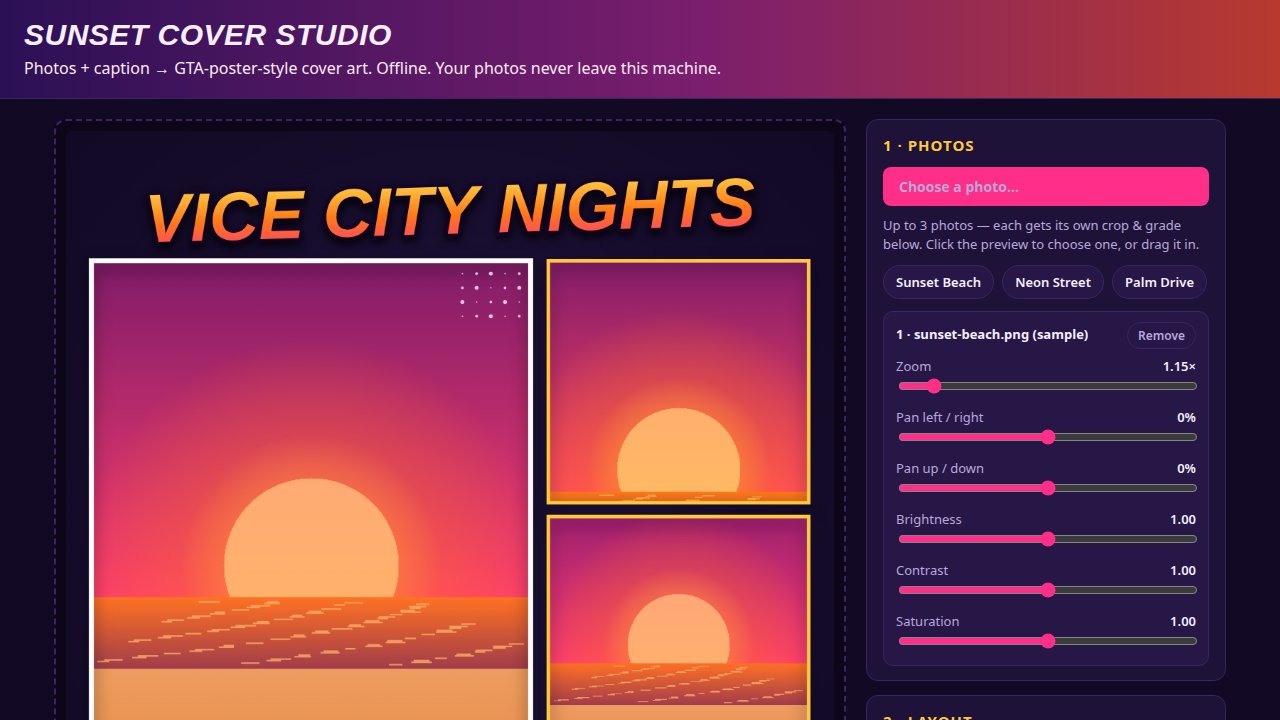 SUNSET COVER STUDIO
Photos + caption → GTA-poster-style cover art. Offline. Your photos never leave this machine.
VICE CITY NIGHTS
1 · PHOTOS
Choose a photo...
Up to 3 photos — each gets its own crop & grade
below. Click the preview to choose one, or drag it in.
Sunset Beach
Neon Street
Palm Drive
1 · sunset-beach.png (sample)
Remove
Zoom 1.15×
Pan left / right 0%
Pan up / down 0%
Brightness 1.00
Contrast 1.00
Saturation 1.00